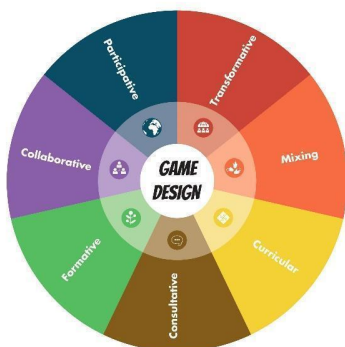 GAME
DESIGN
Transformative
Mixing
Curricular
Consultative
Formative
Collaborative
Participative